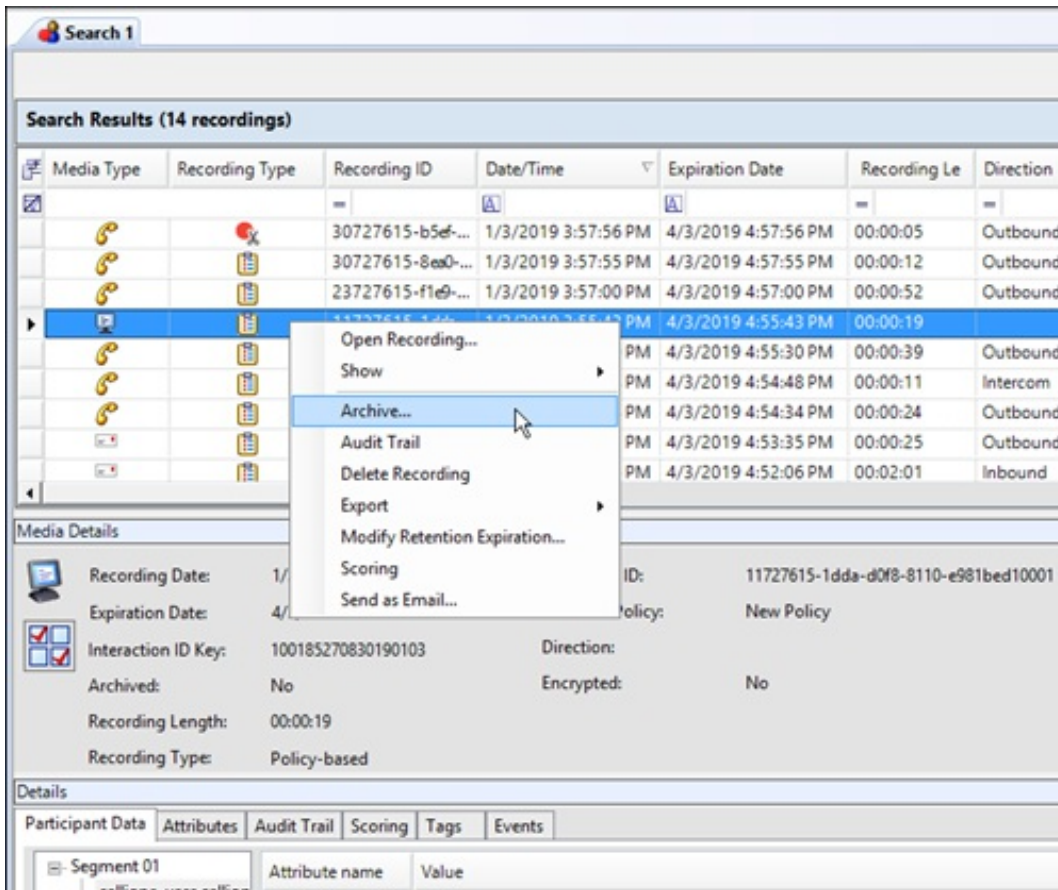 Search 1
Search Results (14 recordings)
Media Type Recording Type Recording ID Date/Time Expiration Date Recording Le Direction
= A A = =
30727615-b5ef-... 1/3/2019 3:57:56 PM 4/3/2019 4:57:56 PM 00:00:05 Outbound
30727615-8ea0-... 1/3/2019 3:57:55 PM 4/3/2019 4:57:55 PM 00:00:12 Outbound
23727615-f1e9-... 1/3/2019 3:57:00 PM 4/3/2019 4:57:00 PM 00:00:52 Outbound
11727615-1dda-... 1/3/2019 3:55:43 PM 4/3/2019 4:55:43 PM 00:00:19
PM 4/3/2019 4:55:30 PM 00:00:39 Outbound
PM 4/3/2019 4:54:48 PM 00:00:11 Intercom
PM 4/3/2019 4:54:34 PM 00:00:24 Outbound
PM 4/3/2019 4:53:35 PM 00:00:25 Outbound
PM 4/3/2019 4:52:06 PM 00:02:01 Inbound
Open Recording...
Show
Archive...
Audit Trail
Delete Recording
Export
Modify Retention Expiration...
Scoring
Send as Email...
Media Details
Recording Date: 1/ ID: 11727615-1dda-d0f8-8110-e981bed10001
Expiration Date: 4/ Policy: New Policy
Interaction ID Key: 100185270830190103 Direction:
Archived: No Encrypted: No
Recording Length: 00:00:19
Recording Type: Policy-based
Details
Participant Data Attributes Audit Trail Scoring Tags Events
Segment 01 Attribute name Value